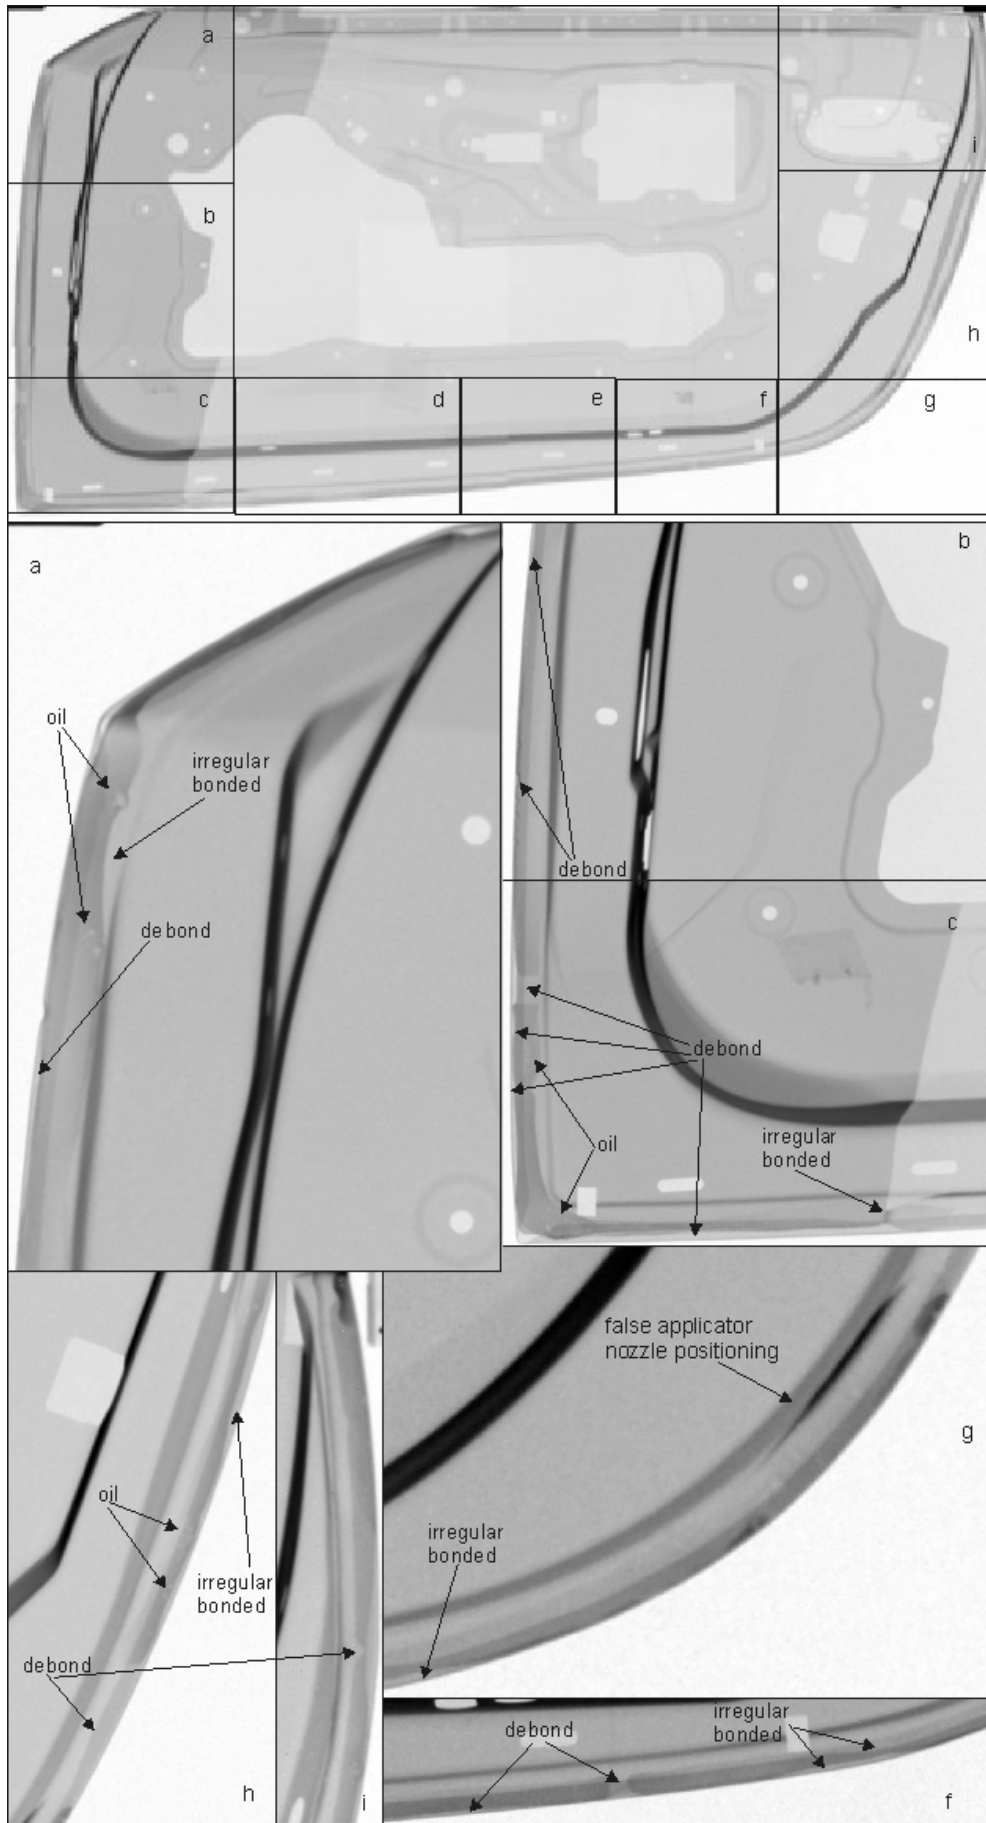 a
b
i
h
c
d
e
f
g
a
oil
irregular
bonded
debond
b
debond
c
debond
oil
irregular
bonded
false applicator
nozzle positioning
g
irregular
bonded
oil
irregular
bonded
debond
h
i
debond
irregular
bonded
f